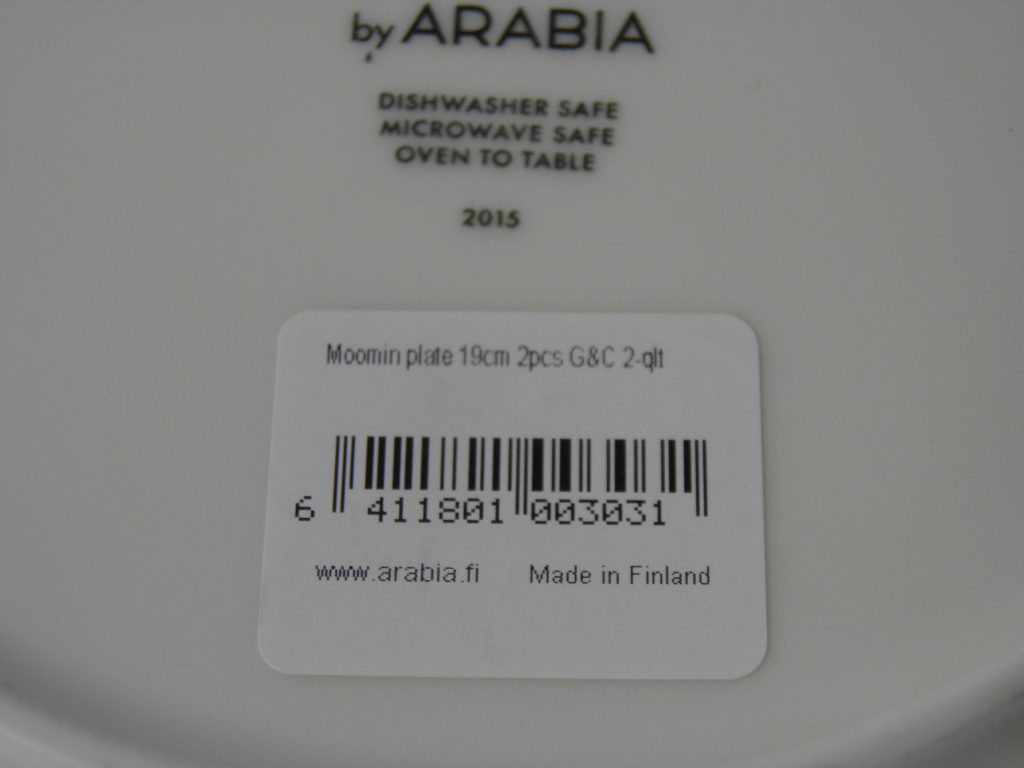 by ARABIA
DISHWASHER SAFE
MICROWAVE SAFE
OVEN TO TABLE
2015
Moomin plate 19cm 2pcs G&C 2-qlt
6 411801 003031
www.arabia.fi Made in Finland